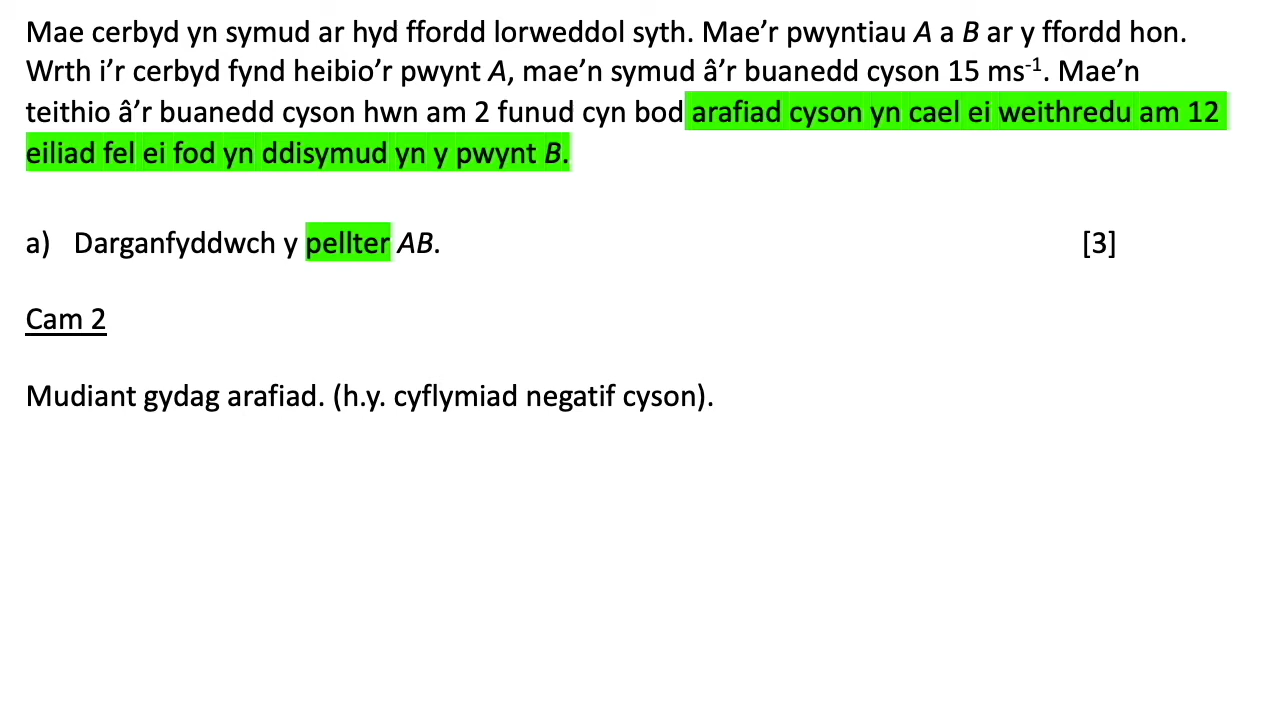 Mae cerbyd yn symud ar hyd ffordd lorweddol syth. Mae’r pwyntiau A a B ar y ffordd hon.
Wrth i’r cerbyd fynd heibio’r pwynt A, mae’n symud â’r buanedd cyson 15 ms⁻¹. Mae’n
teithio â’r buanedd cyson hwn am 2 funud cyn bod arafiad cyson yn cael ei weithredu am 12
eiliad fel ei fod yn ddisymud yn y pwynt B.
a) Darganfyddwch y pellter AB. [3]
Cam 2
Mudiant gydag arafiad. (h.y. cyflymiad negatif cyson).